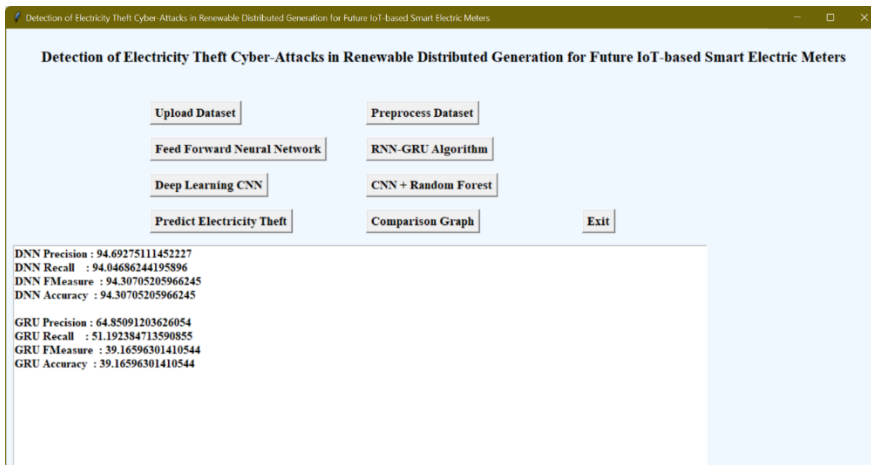 Detection of Electricity Theft Cyber-Attacks in Renewable Distributed Generation for Future IoT-based Smart Electric Meters
Detection of Electricity Theft Cyber-Attacks in Renewable Distributed Generation for Future IoT-based Smart Electric Meters
Upload Dataset
Preprocess Dataset
Feed Forward Neural Network
RNN-GRU Algorithm
Deep Learning CNN
CNN + Random Forest
Predict Electricity Theft
Comparison Graph
Exit
DNN Precision : 94.69275111452227
DNN Recall : 94.04686244195896
DNN FMeasure : 94.30705205966245
DNN Accuracy : 94.30705205966245
GRU Precision : 64.85091203626054
GRU Recall : 51.192384713590855
GRU FMeasure : 39.16596301410544
GRU Accuracy : 39.16596301410544